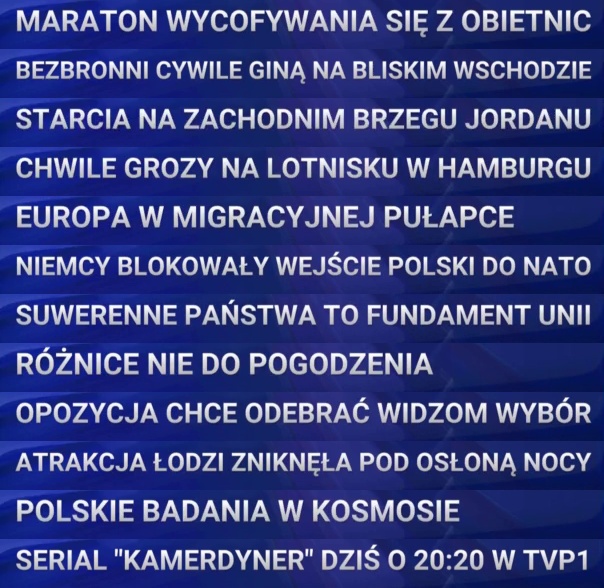 MARATON WYCOFYWANIA SIĘ Z OBIETNIC
BEZBRONNI CYWILE GINĄ NA BLISKIM WSCHODZIE
STARCIA NA ZACHODNIM BRZEGU JORDANU
CHWILE GROZY NA LOTNISKU W HAMBURGU
EUROPA W MIGRACYJNEJ PUŁAPCE
NIEMCY BLOKOWAŁY WEJŚCIE POLSKI DO NATO
SUWERENNE PAŃSTWA TO FUNDAMENT UNII
RÓŻNICE NIE DO POGODZENIA
OPOZYCJA CHCE ODEBRAĆ WIDZOM WYBÓR
ATRAKCJA ŁODZI ZNIKNĘŁA POD OSŁONĄ NOCY
POLSKIE BADANIA W KOSMOSIE
SERIAL "KAMERDYNER" DZIŚ O 20:20 W TVP1